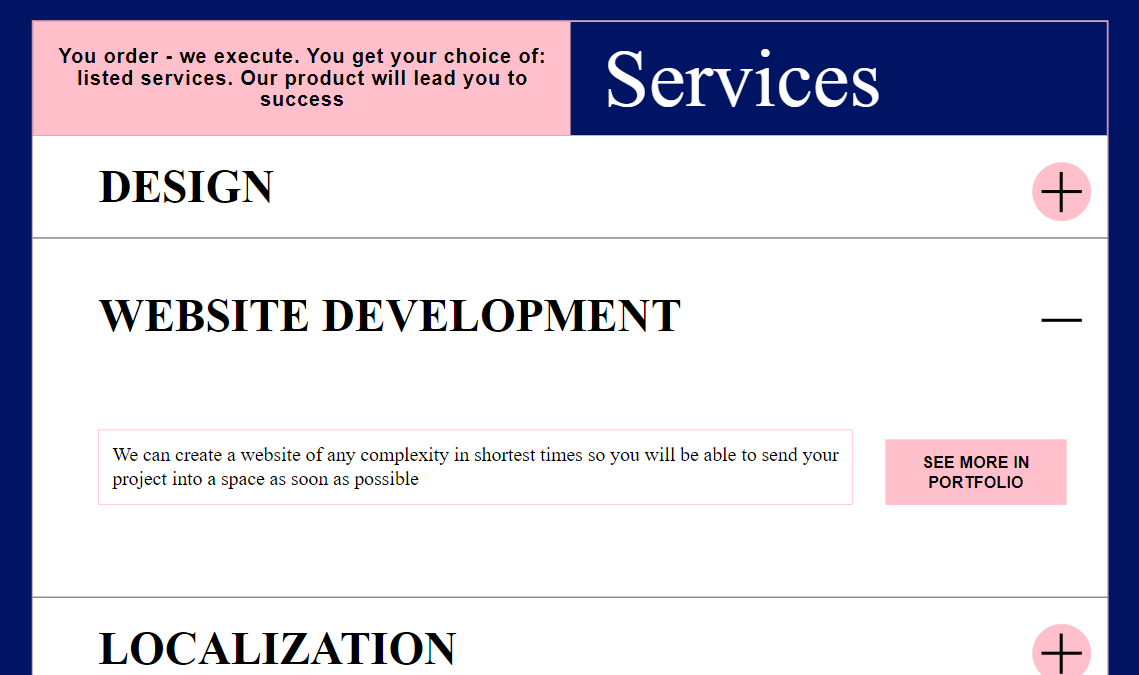 You order - we execute. You get your choice of:
listed services. Our product will lead you to
success
Services
DESIGN
WEBSITE DEVELOPMENT
We can create a website of any complexity in shortest times so you will be able to send your
project into a space as soon as possible
SEE MORE IN
PORTFOLIO
LOCALIZATION